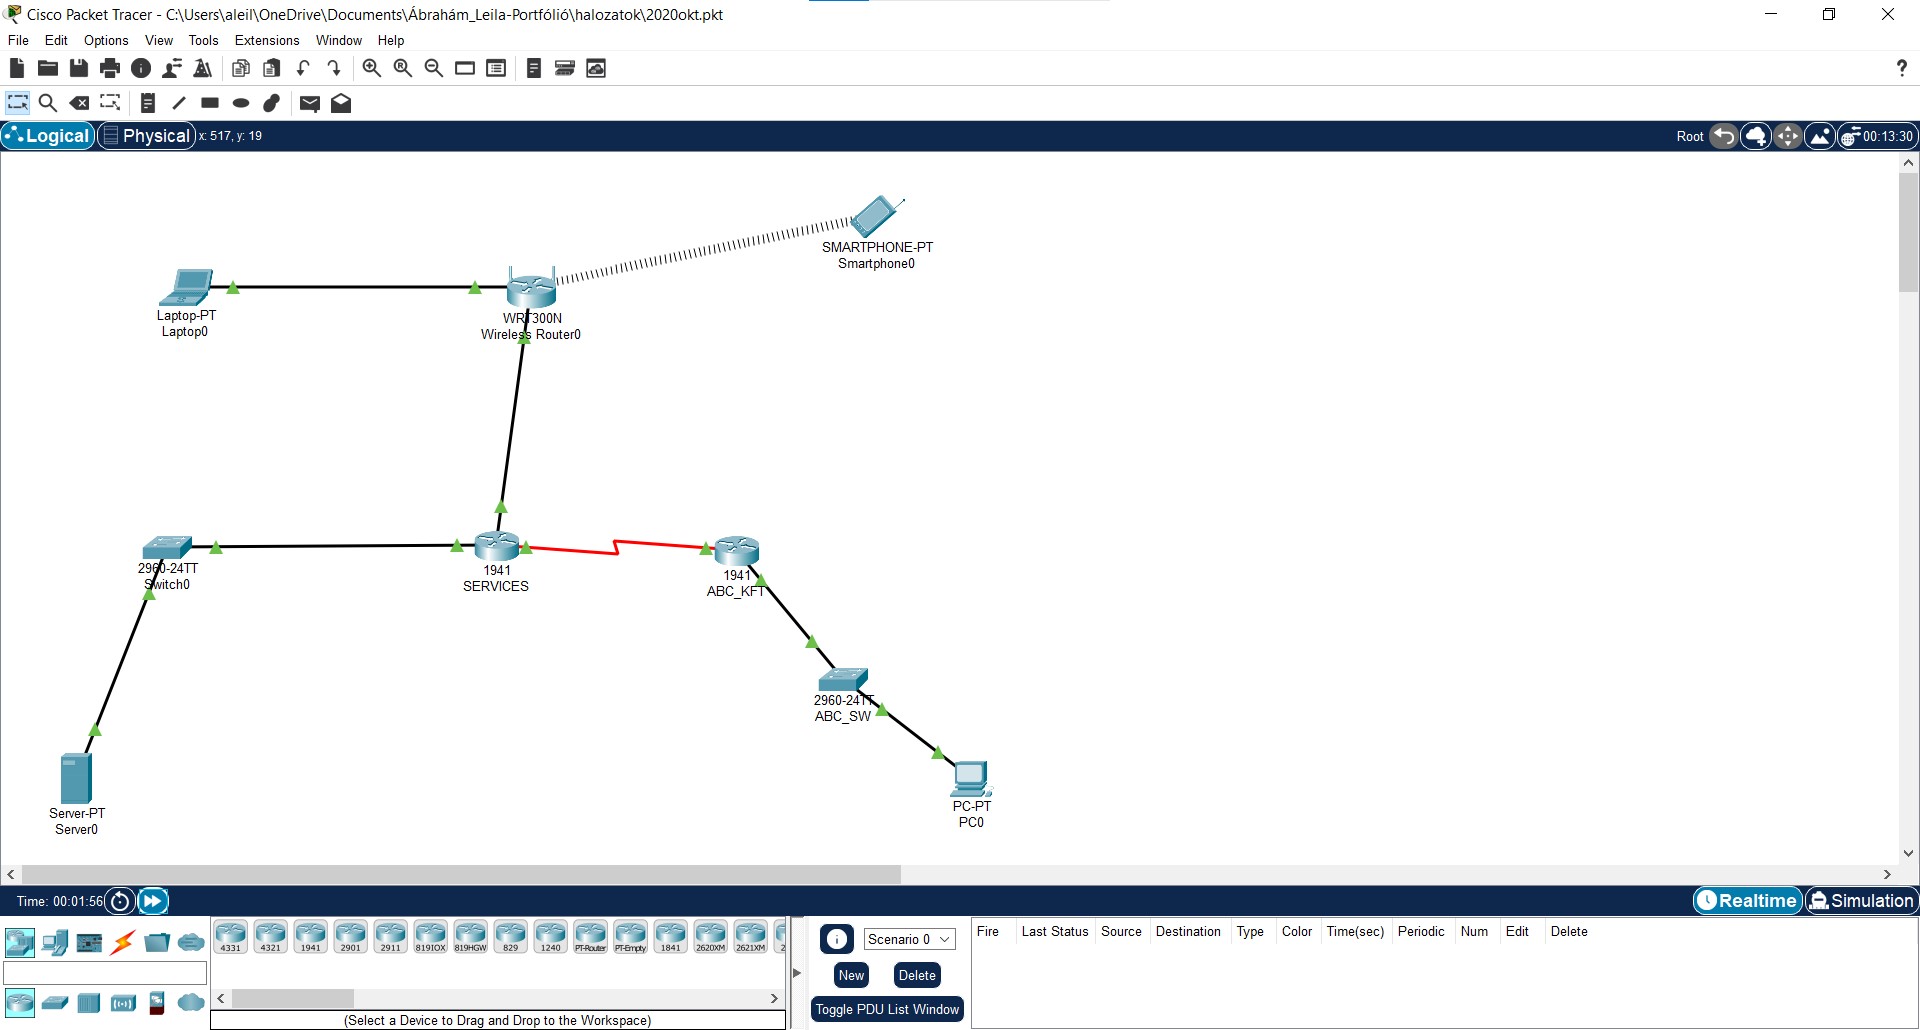 Cisco Packet Tracer - C:\Users\aleil\OneDrive\Documents\Ábrahám_Leila-Portfólió\halozatok\2020okt.pkt
File Edit Options View Tools Extensions Window Help
?
Logical Physical x: 517, y: 19 Root 00:13:30
SMARTPHONE-PT
Smartphone0
Laptop-PT
Laptop0
WRT300N
Wireless Router0
2960-24TT
Switch0
1941
SERVICES
1941
ABC_KFT
2960-24TT
ABC_SW
Server-PT
Server0
PC-PT
PC0
Time: 00:01:56 Realtime Simulation
4331 4321 1941 2901 2911 819IOX 819HGW 829 1240 PT-Router PT-Empty 1841 2620XM 2621XM 2
(Select a Device to Drag and Drop to the Workspace)
Scenario 0
New Delete
Toggle PDU List Window
Fire Last Status Source Destination Type Color Time(sec) Periodic Num Edit Delete